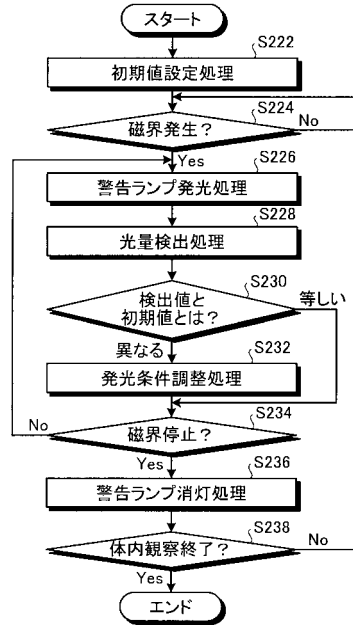 スタート
S222
初期値設定処理
S224
磁界発生？
No
Yes
S226
警告ランプ発光処理
S228
光量検出処理
S230
検出値と
初期値とは？
等しい
異なる
S232
発光条件調整処理
S234
磁界停止？
No
Yes
S236
警告ランプ消灯処理
S238
体内観察終了？
No
Yes
エンド